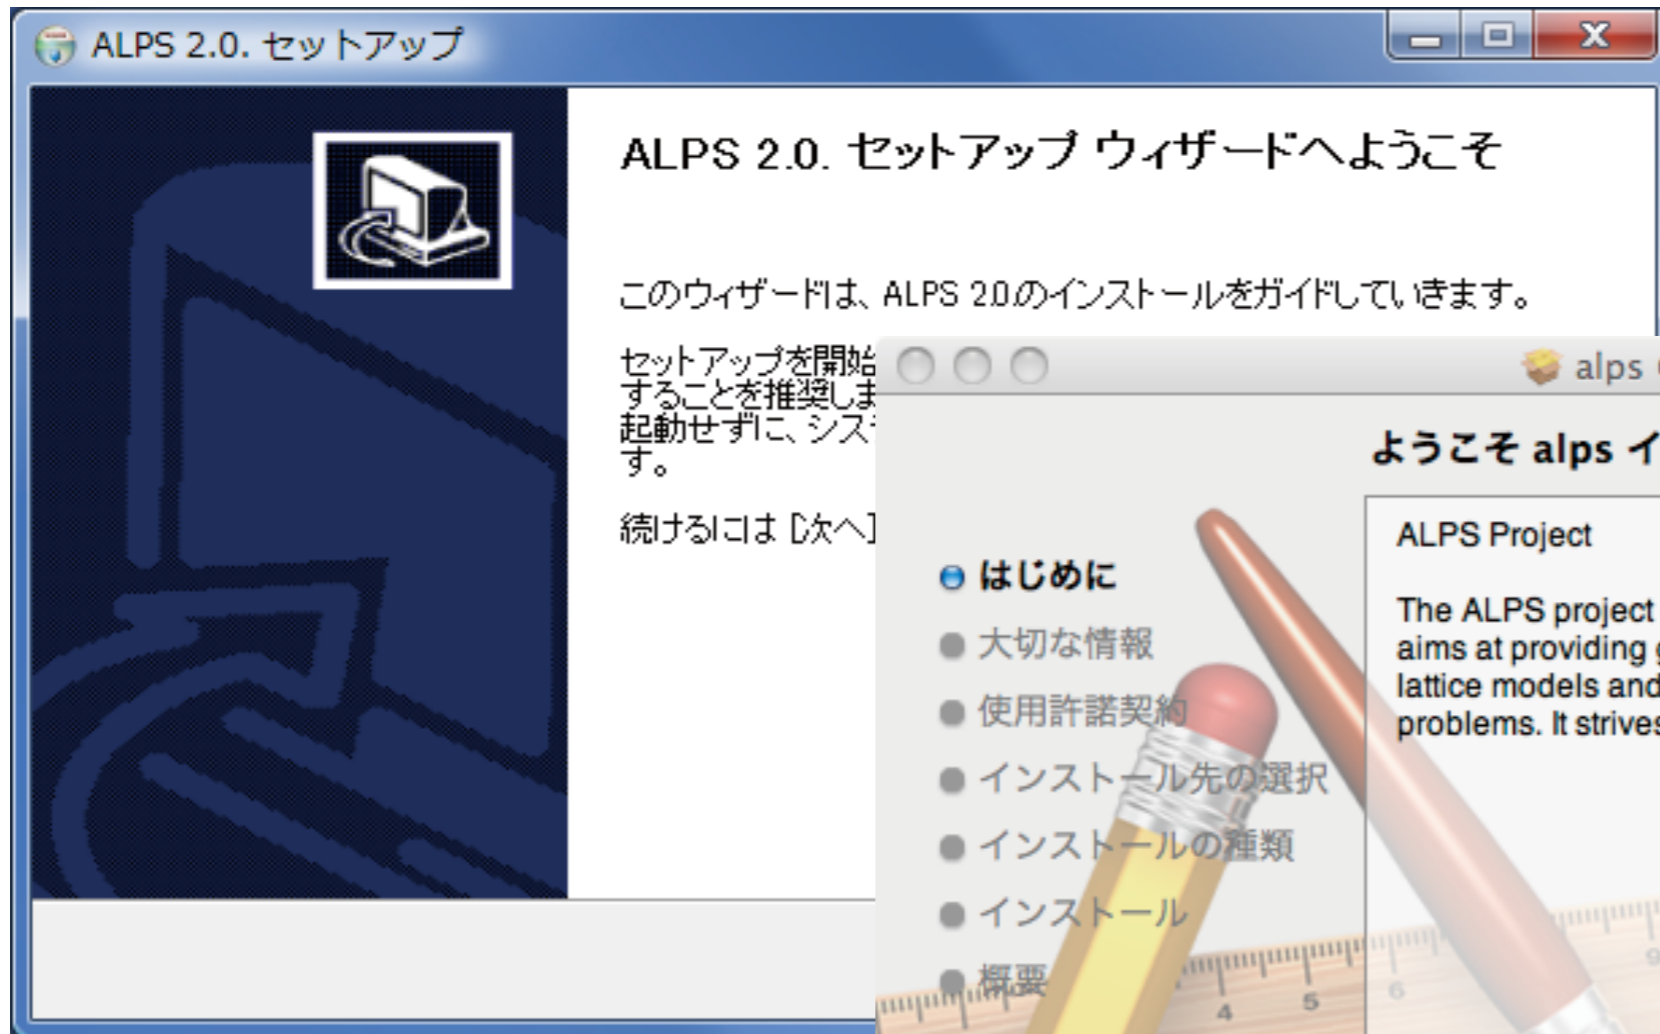 ALPS 2.0. セットアップ
ALPS 2.0. セットアップ ウィザードへようこそ
このウィザードは、ALPS 2.0.のインストールをガイドしていきます。
セットアップを開始
することを推奨しま
起動せずに、シス
す。
続けるには [次へ]
alps
ようこそ alps イ
はじめに
大切な情報
使用許諾契約
インストール先の選択
インストールの種類
インストール
概要
ALPS Project
The ALPS project
aims at providing
lattice models and
problems. It strives
4 5 6 9